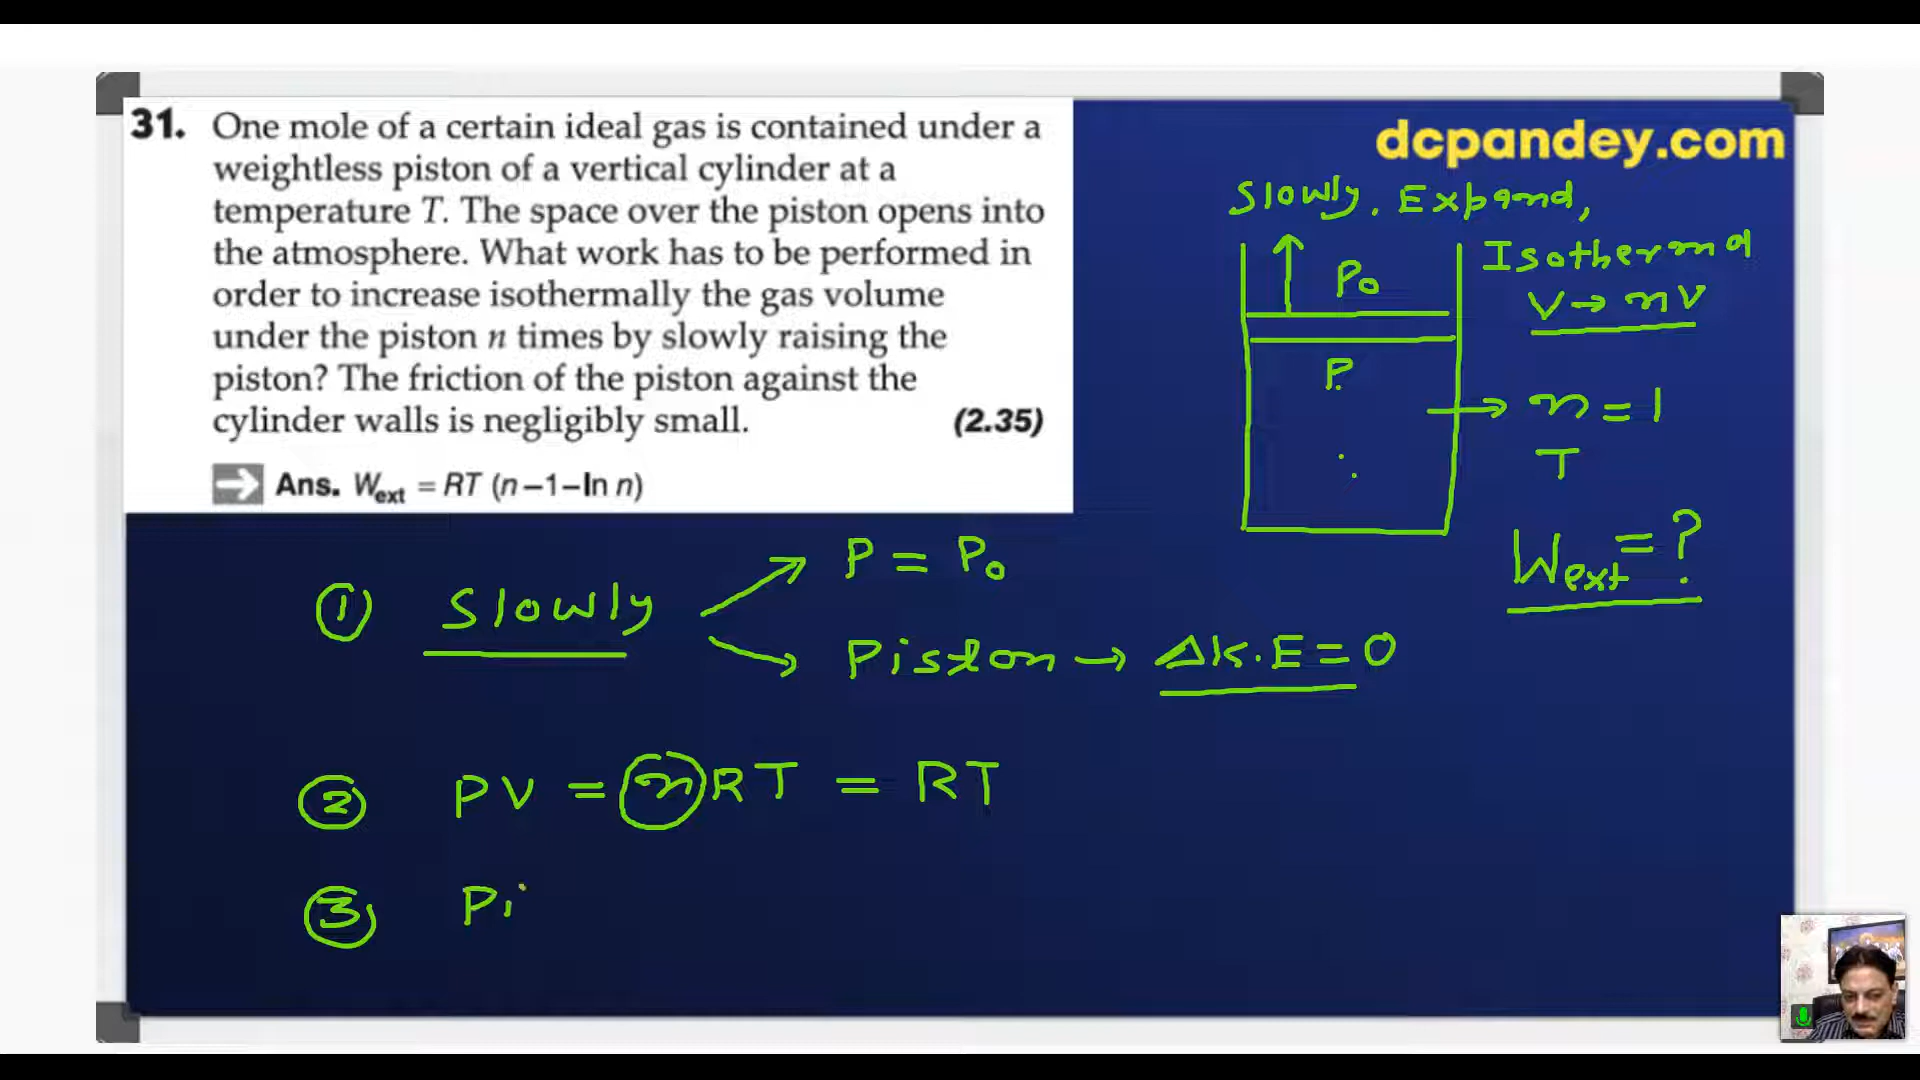 31. One mole of a certain ideal gas is contained under a
weightless piston of a vertical cylinder at a
temperature T. The space over the piston opens into
the atmosphere. What work has to be performed in
order to increase isothermally the gas volume
under the piston n times by slowly raising the
piston? The friction of the piston against the
cylinder walls is negligibly small. (2.35)
Ans. Wext = RT (n–1–ln n)
dcpandey.com
Slowly. Expand,
Isothermal
V → nV
P₀
P
→ n = 1
T
Wext = ?
① Slowly
P = P₀
Piston → ΔK.E = 0
② PV = nRT = RT
③ Pi